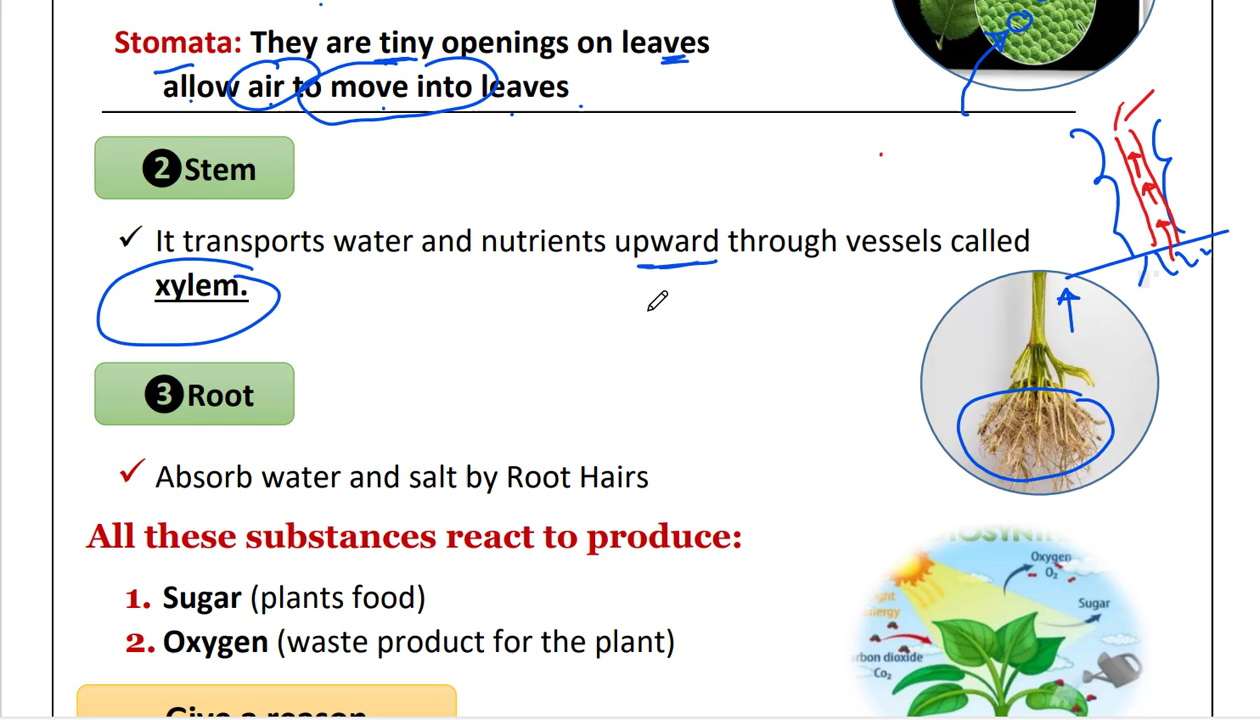 Stomata: They are tiny openings on leaves
allow air to move into leaves
2 Stem
✓ It transports water and nutrients upward through vessels called
xylem.
3 Root
✓ Absorb water and salt by Root Hairs
All these substances react to produce:
1. Sugar (plants food)
2. Oxygen (waste product for the plant)
Oxygen
O₂
Sugar
Co₂
Give a reason